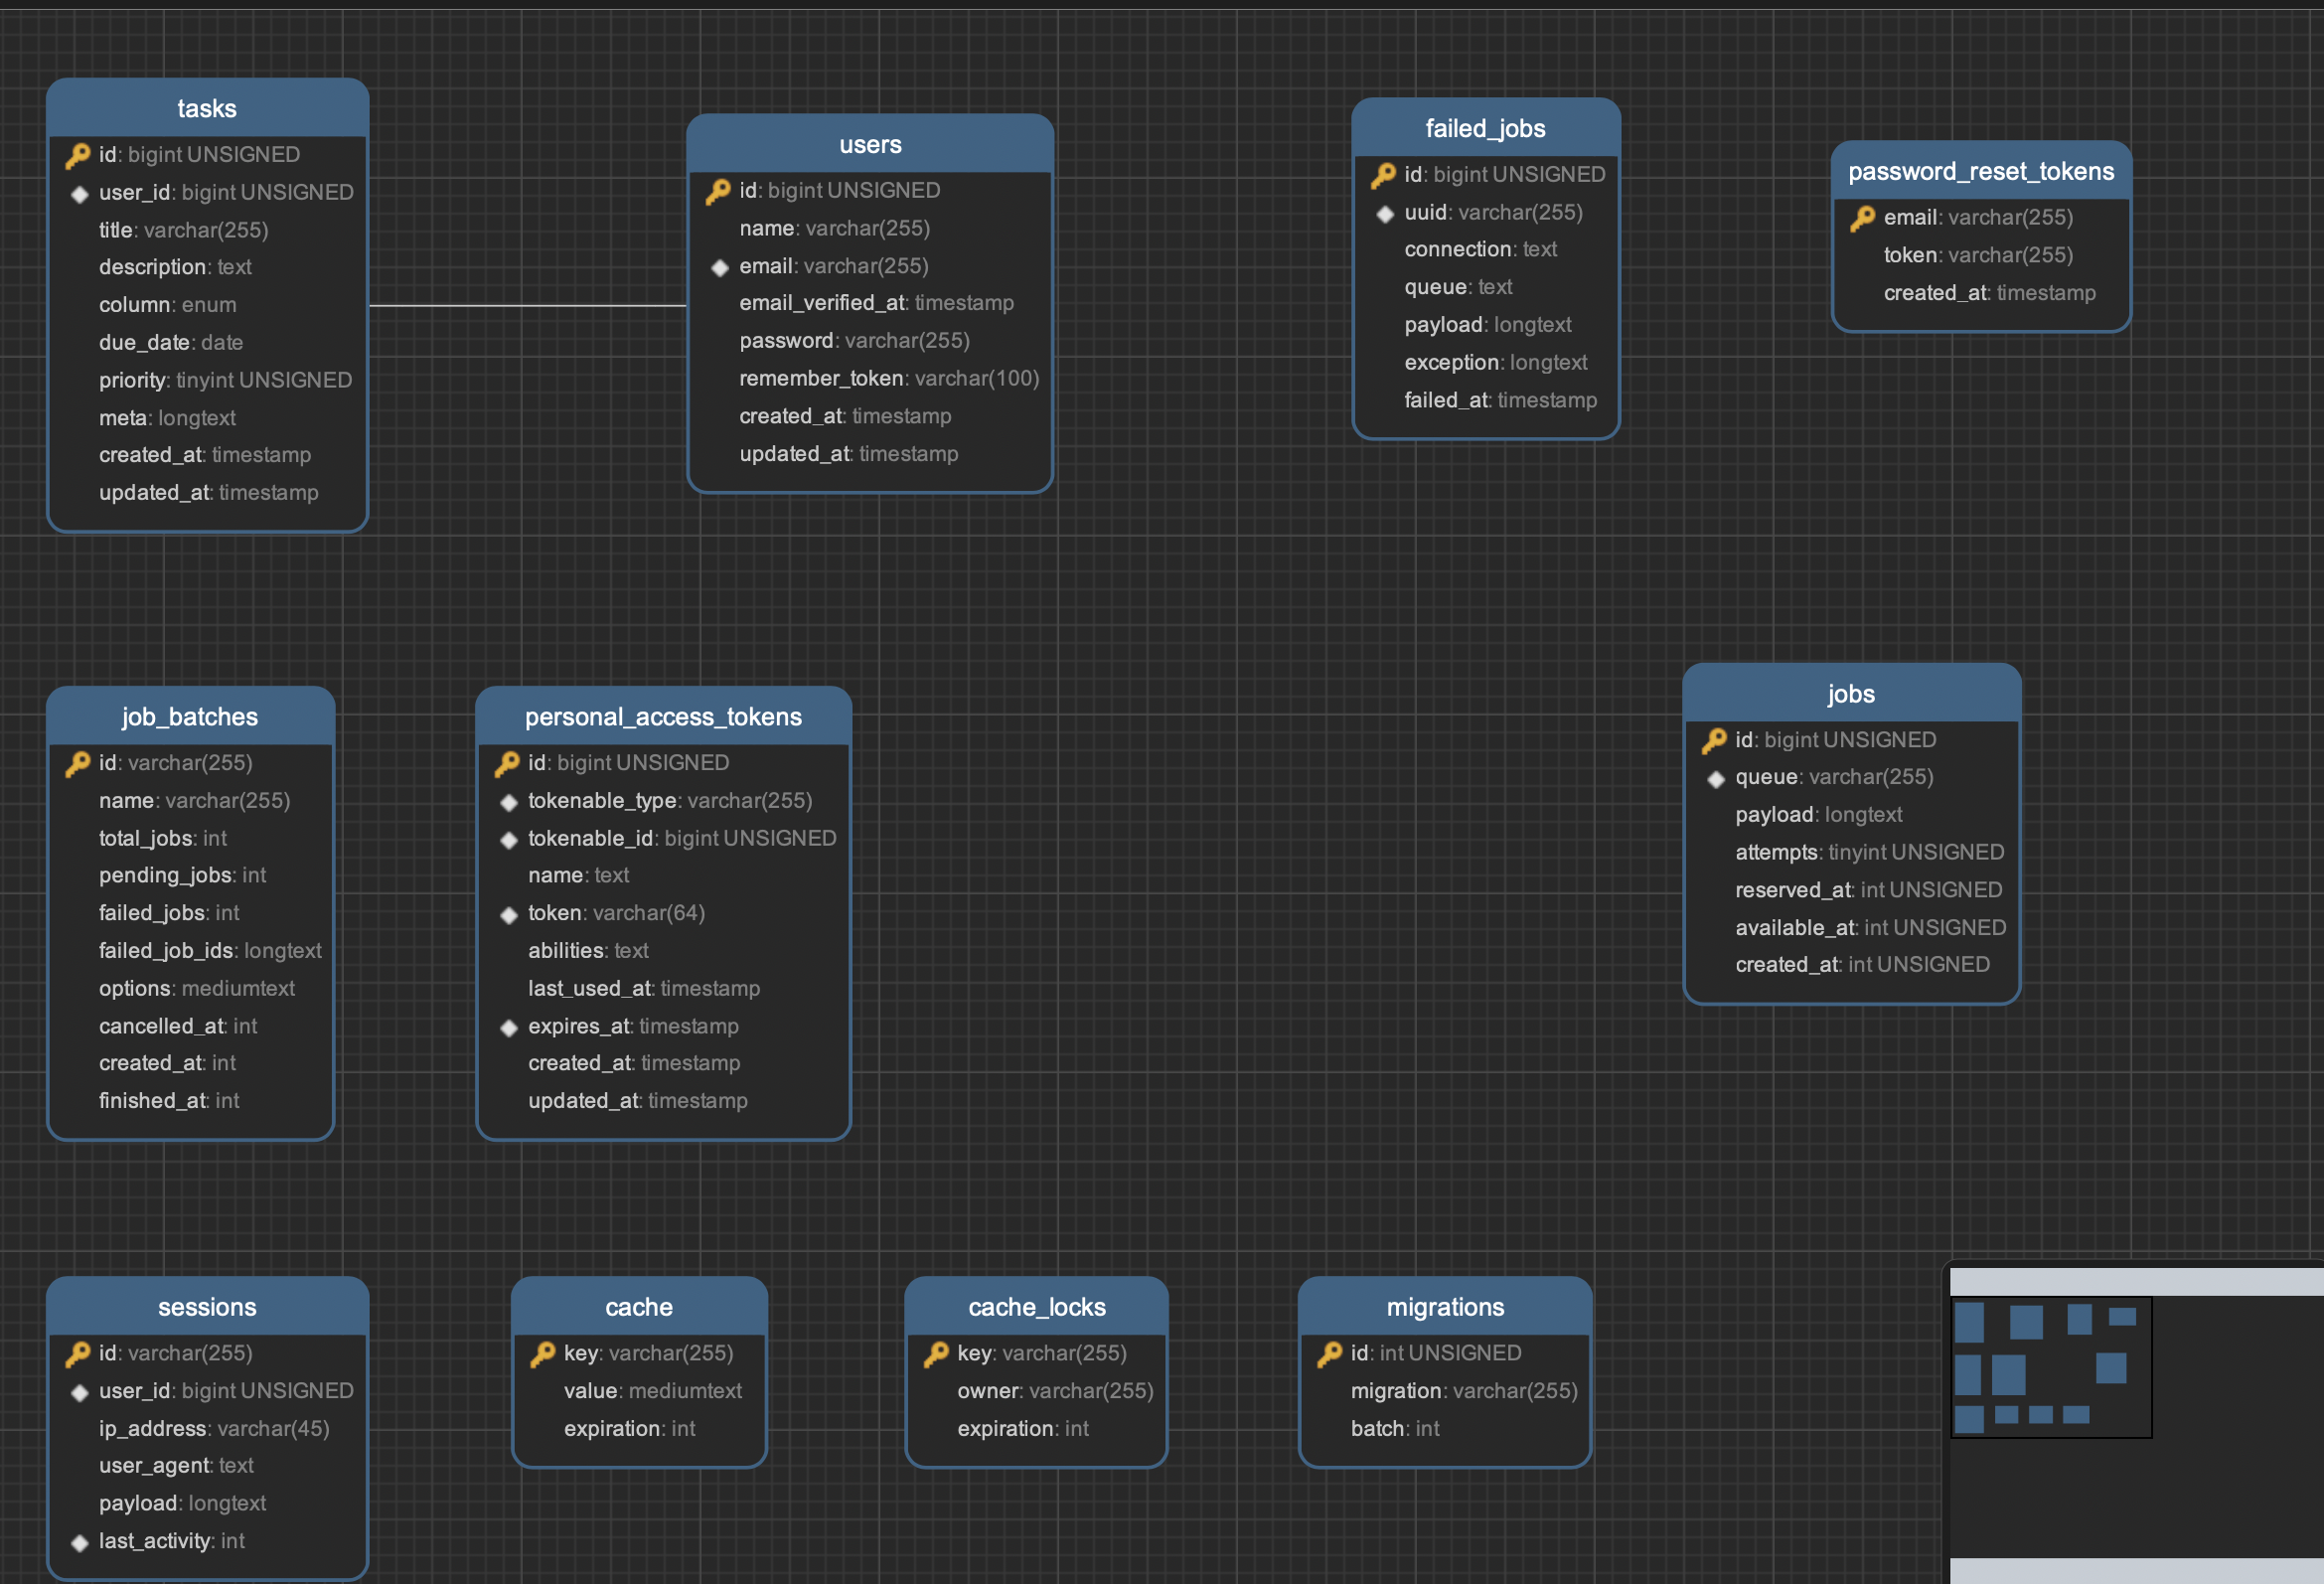 tasks
id: bigint UNSIGNED
user_id: bigint UNSIGNED
title: varchar(255)
description: text
column: enum
due_date: date
priority: tinyint UNSIGNED
meta: longtext
created_at: timestamp
updated_at: timestamp
users
id: bigint UNSIGNED
name: varchar(255)
email: varchar(255)
email_verified_at: timestamp
password: varchar(255)
remember_token: varchar(100)
created_at: timestamp
updated_at: timestamp
failed_jobs
id: bigint UNSIGNED
uuid: varchar(255)
connection: text
queue: text
payload: longtext
exception: longtext
failed_at: timestamp
password_reset_tokens
email: varchar(255)
token: varchar(255)
created_at: timestamp
job_batches
id: varchar(255)
name: varchar(255)
total_jobs: int
pending_jobs: int
failed_jobs: int
failed_job_ids: longtext
options: mediumtext
cancelled_at: int
created_at: int
finished_at: int
personal_access_tokens
id: bigint UNSIGNED
tokenable_type: varchar(255)
tokenable_id: bigint UNSIGNED
name: text
token: varchar(64)
abilities: text
last_used_at: timestamp
expires_at: timestamp
created_at: timestamp
updated_at: timestamp
jobs
id: bigint UNSIGNED
queue: varchar(255)
payload: longtext
attempts: tinyint UNSIGNED
reserved_at: int UNSIGNED
available_at: int UNSIGNED
created_at: int UNSIGNED
sessions
id: varchar(255)
user_id: bigint UNSIGNED
ip_address: varchar(45)
user_agent: text
payload: longtext
last_activity: int
cache
key: varchar(255)
value: mediumtext
expiration: int
cache_locks
key: varchar(255)
owner: varchar(255)
expiration: int
migrations
id: int UNSIGNED
migration: varchar(255)
batch: int